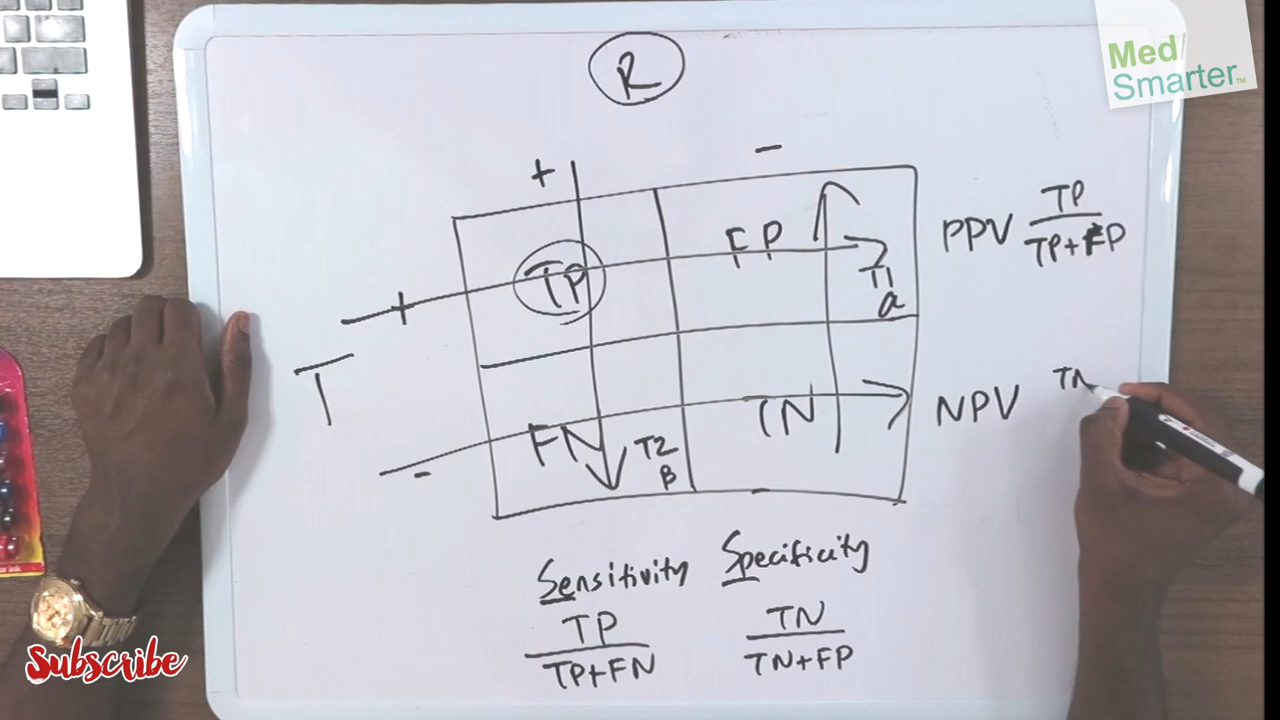 Med
Smarter™
R
+ -
TP FP
T1
a
+
T
-
FN TN
T2
B
PPV TP
TP+FP
NPV TN
Sensitivity Specificity
TP TN
TP+FN TN+FP
Subscribe